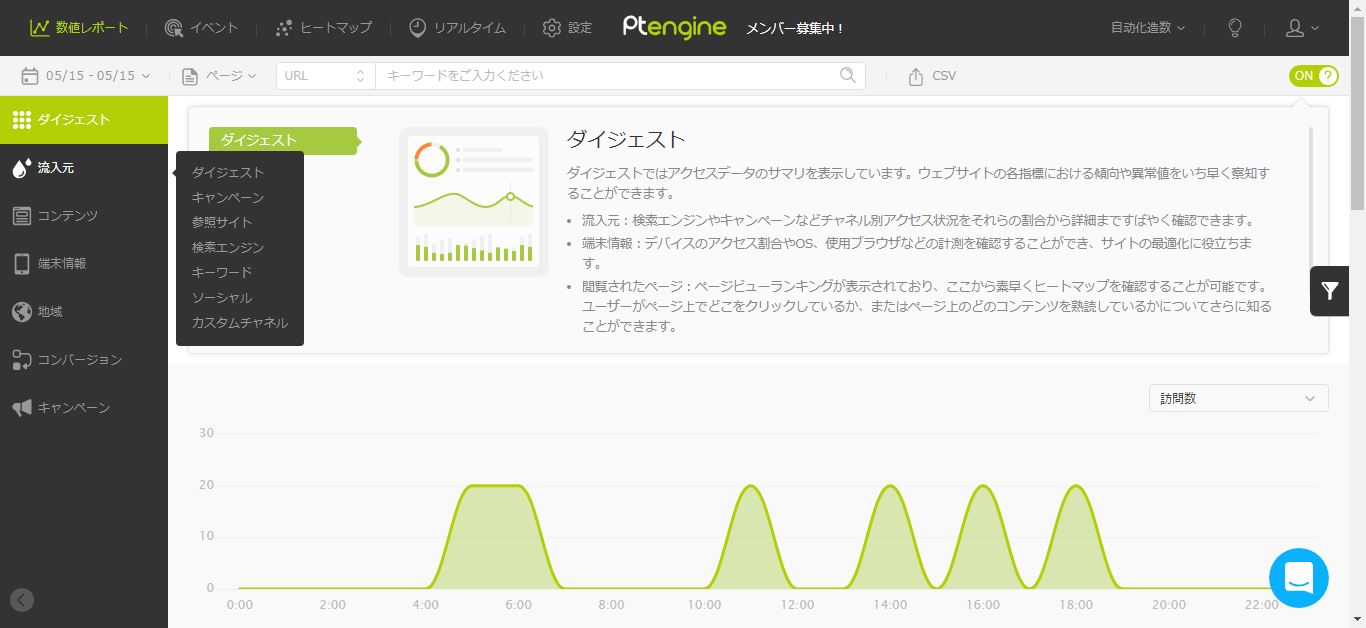 数値レポート イベント ヒートマップ リアルタイム 設定 Ptengine メンバー募集中！ 自動化造数
05/15 - 05/15 ページ URL キーワードをご入力ください CSV ON ?
ダイジェスト
流入元
コンテンツ
端末情報
地域
コンバージョン
キャンペーン
ダイジェスト
キャンペーン
参照サイト
検索エンジン
キーワード
ソーシャル
カスタムチャネル
ダイジェスト
ダイジェスト
ダイジェストではアクセスデータのサマリを表示しています。ウェブサイトの各指標における傾向や異常値をいち早く察知す
ることができます。
• 流入元：検索エンジンやキャンペーンなどチャネル別アクセス状況をそれらの割合から詳細まですばやく確認できます。
• 端末情報：デバイスのアクセス割合やOS、使用ブラウザなどの計測を確認することができ、サイトの最適化に役立ちま
す。
• 閲覧されたページ：ページビューランキングが表示されており、ここから素早くヒートマップを確認することが可能です。
ユーザーがページ上でどこをクリックしているか、またはページ上のどのコンテンツを熟読しているかについてさらに知る
ことができます。
訪問数
30
20
10
0
0:00 2:00 4:00 6:00 8:00 10:00 12:00 14:00 16:00 18:00 20:00 22:00